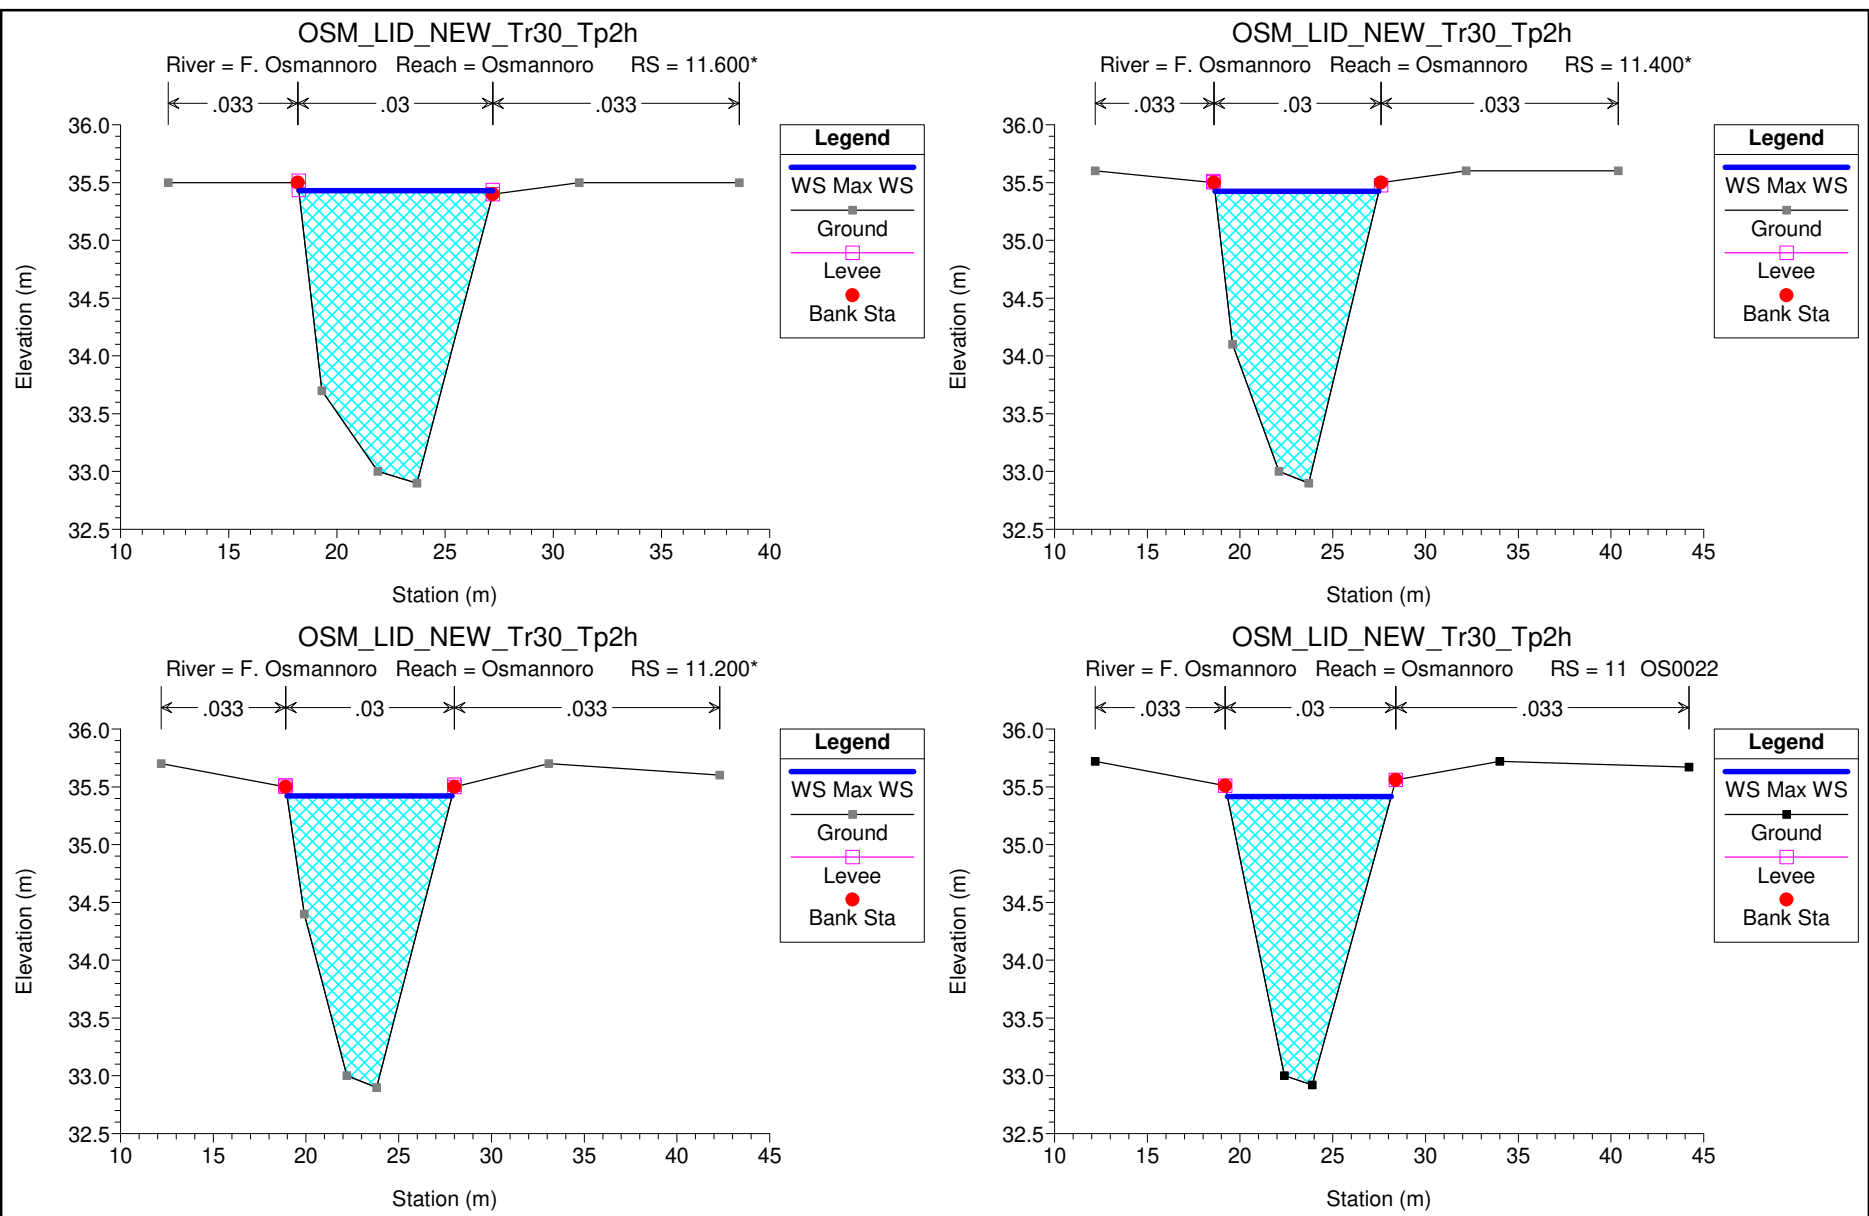 OSM_LID_NEW_Tr30_Tp2h
River = F. Osmannoro Reach = Osmannoro RS = 11.600*
.033 .03 .033
36.0
35.5
35.0
34.5
34.0
33.5
33.0
32.5
10 15 20 25 30 35 40
Elevation (m)
Station (m)
Legend
WS Max WS
Ground
Levee
Bank Sta
OSM_LID_NEW_Tr30_Tp2h
River = F. Osmannoro Reach = Osmannoro RS = 11.400*
.033 .03 .033
36.0
35.5
35.0
34.5
34.0
33.5
33.0
32.5
10 15 20 25 30 35 40 45
Elevation (m)
Station (m)
Legend
WS Max WS
Ground
Levee
Bank Sta
OSM_LID_NEW_Tr30_Tp2h
River = F. Osmannoro Reach = Osmannoro RS = 11.200*
.033 .03 .033
36.0
35.5
35.0
34.5
34.0
33.5
33.0
32.5
10 15 20 25 30 35 40 45
Elevation (m)
Station (m)
Legend
WS Max WS
Ground
Levee
Bank Sta
OSM_LID_NEW_Tr30_Tp2h
River = F. Osmannoro Reach = Osmannoro RS = 11 OS0022
.033 .03 .033
36.0
35.5
35.0
34.5
34.0
33.5
33.0
32.5
10 15 20 25 30 35 40 45
Elevation (m)
Station (m)
Legend
WS Max WS
Ground
Levee
Bank Sta